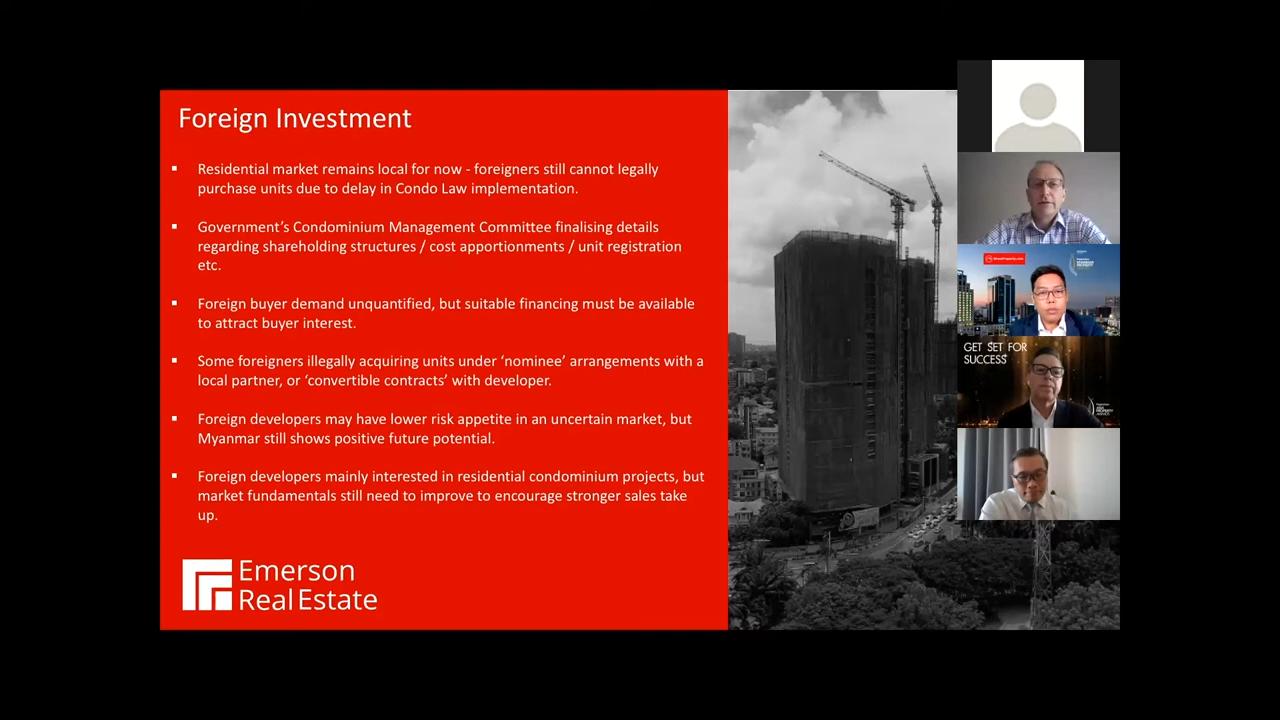 Foreign Investment
Residential market remains local for now - foreigners still cannot legally
purchase units due to delay in Condo Law implementation.
Government's Condominium Management Committee finalising details
regarding shareholding structures / cost apportionments / unit registration
etc.
Foreign buyer demand unquantified, but suitable financing must be available
to attract buyer interest.
Some foreigners illegally acquiring units under ‘nominee’ arrangements with a
local partner, or ‘convertible contracts’ with developer.
Foreign developers may have lower risk appetite in an uncertain market, but
Myanmar still shows positive future potential.
Foreign developers mainly interested in residential condominium projects, but
market fundamentals still need to improve to encourage stronger sales take
up.
Emerson
Real Estate
GET SET FOR
SUCCESS